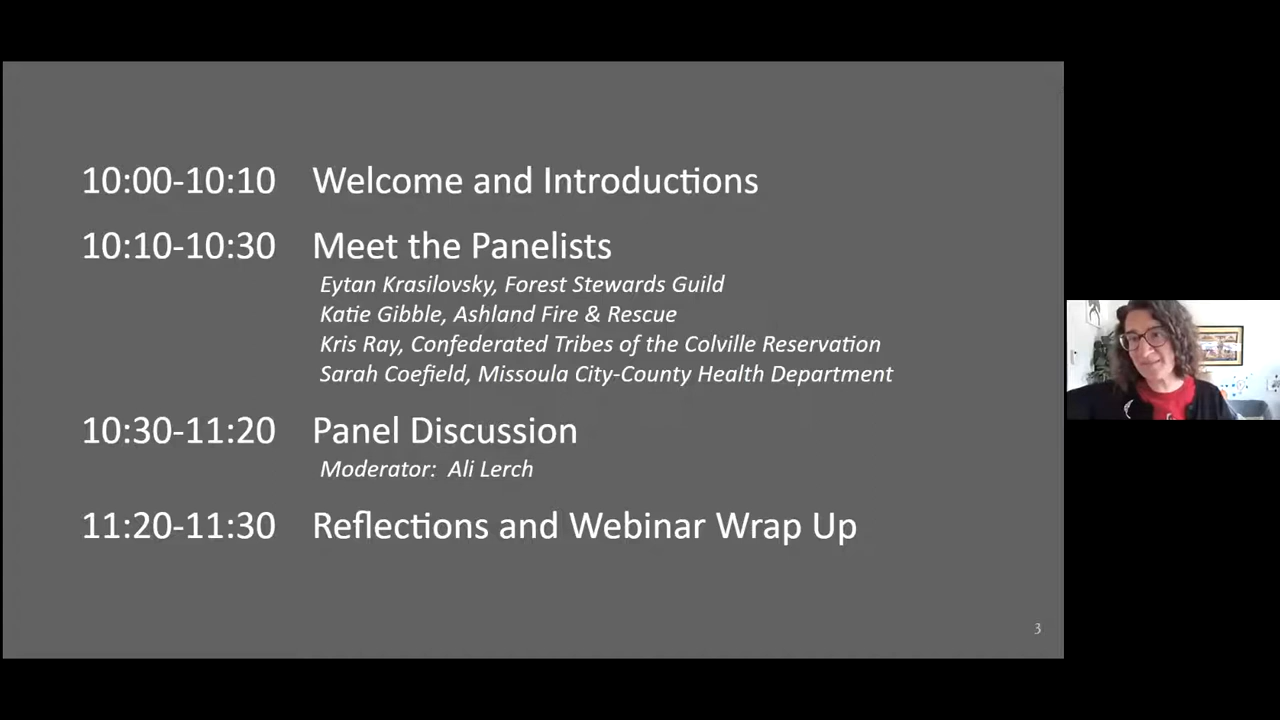 10:00-10:10 Welcome and Introductions
10:10-10:30 Meet the Panelists
Eytan Krasilovsky, Forest Stewards Guild
Katie Gibble, Ashland Fire & Rescue
Kris Ray, Confederated Tribes of the Colville Reservation
Sarah Coefield, Missoula City-County Health Department
10:30-11:20 Panel Discussion
Moderator: Ali Lerch
11:20-11:30 Reflections and Webinar Wrap Up
3